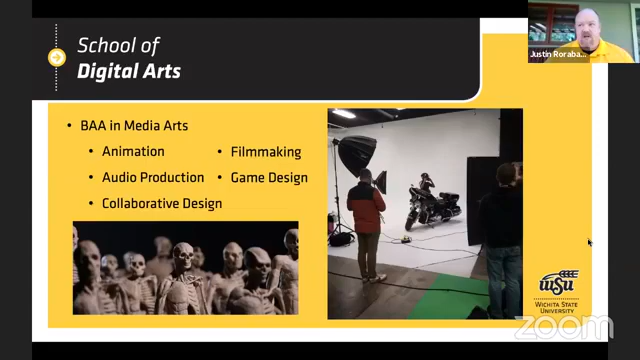 School of
Digital Arts
Justin Roraba...
• BAA in Media Arts
• Animation
• Filmmaking
• Audio Production
• Game Design
• Collaborative Design
WSU
WICHITA STATE
UNIVERSITY
zoom